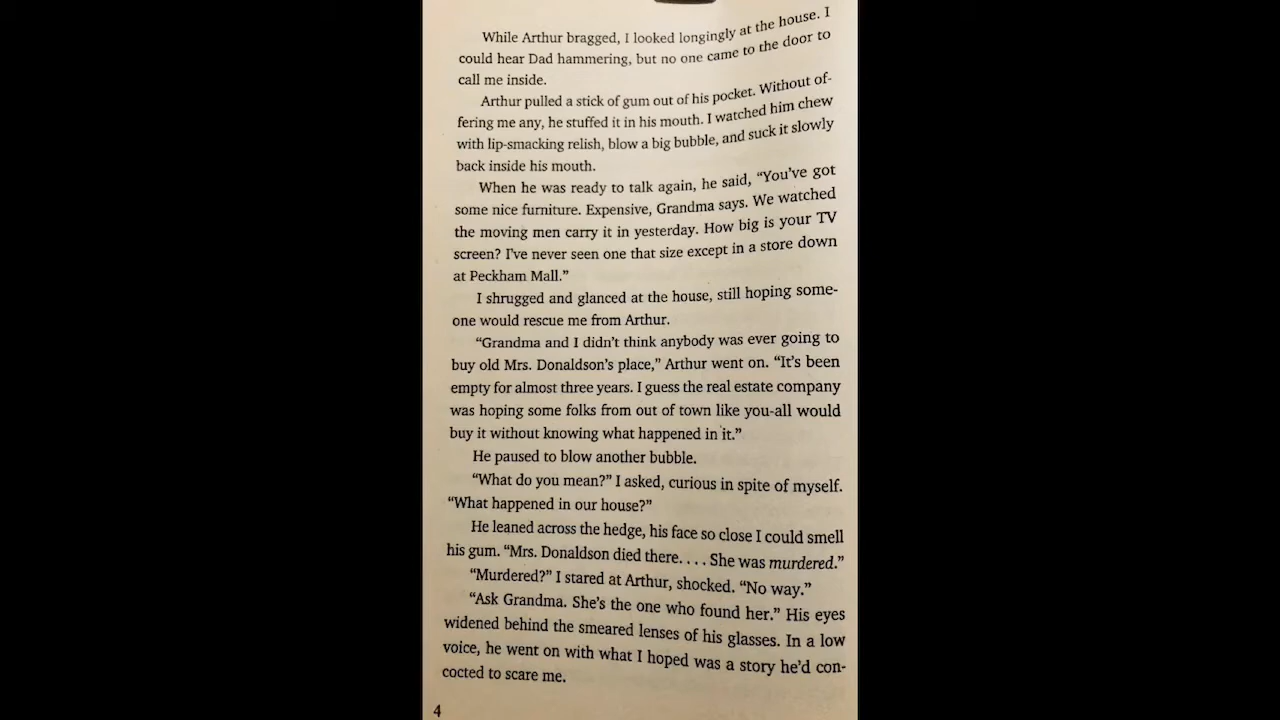 While Arthur bragged, I looked longingly at the house. I
could hear Dad hammering, but no one came to the door to
call me inside.
Arthur pulled a stick of gum out of his pocket. Without of-
fering me any, he stuffed it in his mouth. I watched him chew
with lip-smacking relish, blow a big bubble, and suck it slowly
back inside his mouth.
When he was ready to talk again, he said, “You’ve got
some nice furniture. Expensive, Grandma says. We watched
the moving men carry it in yesterday. How big is your TV
screen? I’ve never seen one that size except in a store down
at Peckham Mall.”
I shrugged and glanced at the house, still hoping some-
one would rescue me from Arthur.
“Grandma and I didn’t think anybody was ever going to
buy old Mrs. Donaldson’s place,” Arthur went on. “It’s been
empty for almost three years. I guess the real estate company
was hoping some folks from out of town like you-all would
buy it without knowing what happened in it.”
He paused to blow another bubble.
“What do you mean?” I asked, curious in spite of myself.
“What happened in our house?”
He leaned across the hedge, his face so close I could smell
his gum. “Mrs. Donaldson died there. . . . She was murdered.”
“Murdered?” I stared at Arthur, shocked. “No way.”
“Ask Grandma. She’s the one who found her.” His eyes
widened behind the smeared lenses of his glasses. In a low
voice, he went on with what I hoped was a story he’d con-
cocted to scare me.
4